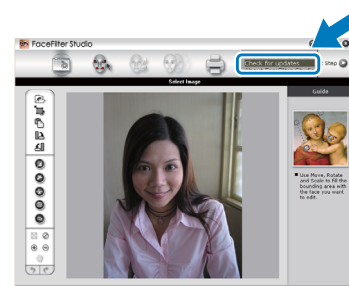 FaceFilter Studio
Check for updates
Step
Select Image
Guide
Use Move, Rotate
and Scale to fill the
bounding area with
the face you want
to edit.